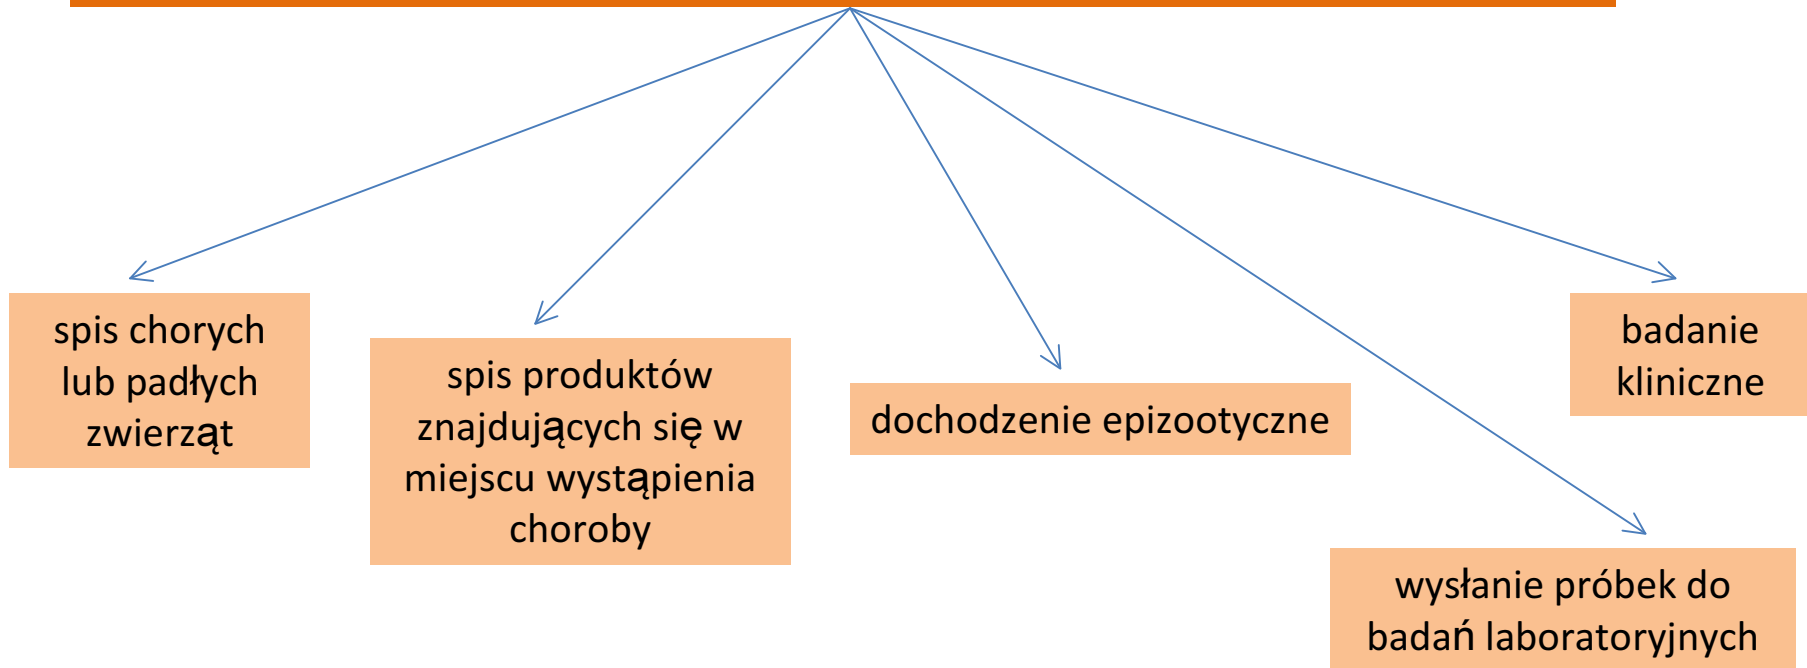 spis chorych
lub padłych
zwierząt
spis produktów
znajdujących się w
miejscu wystąpienia
choroby
dochodzenie epizootyczne
badanie
kliniczne
wysłanie próbek do
badań laboratoryjnych